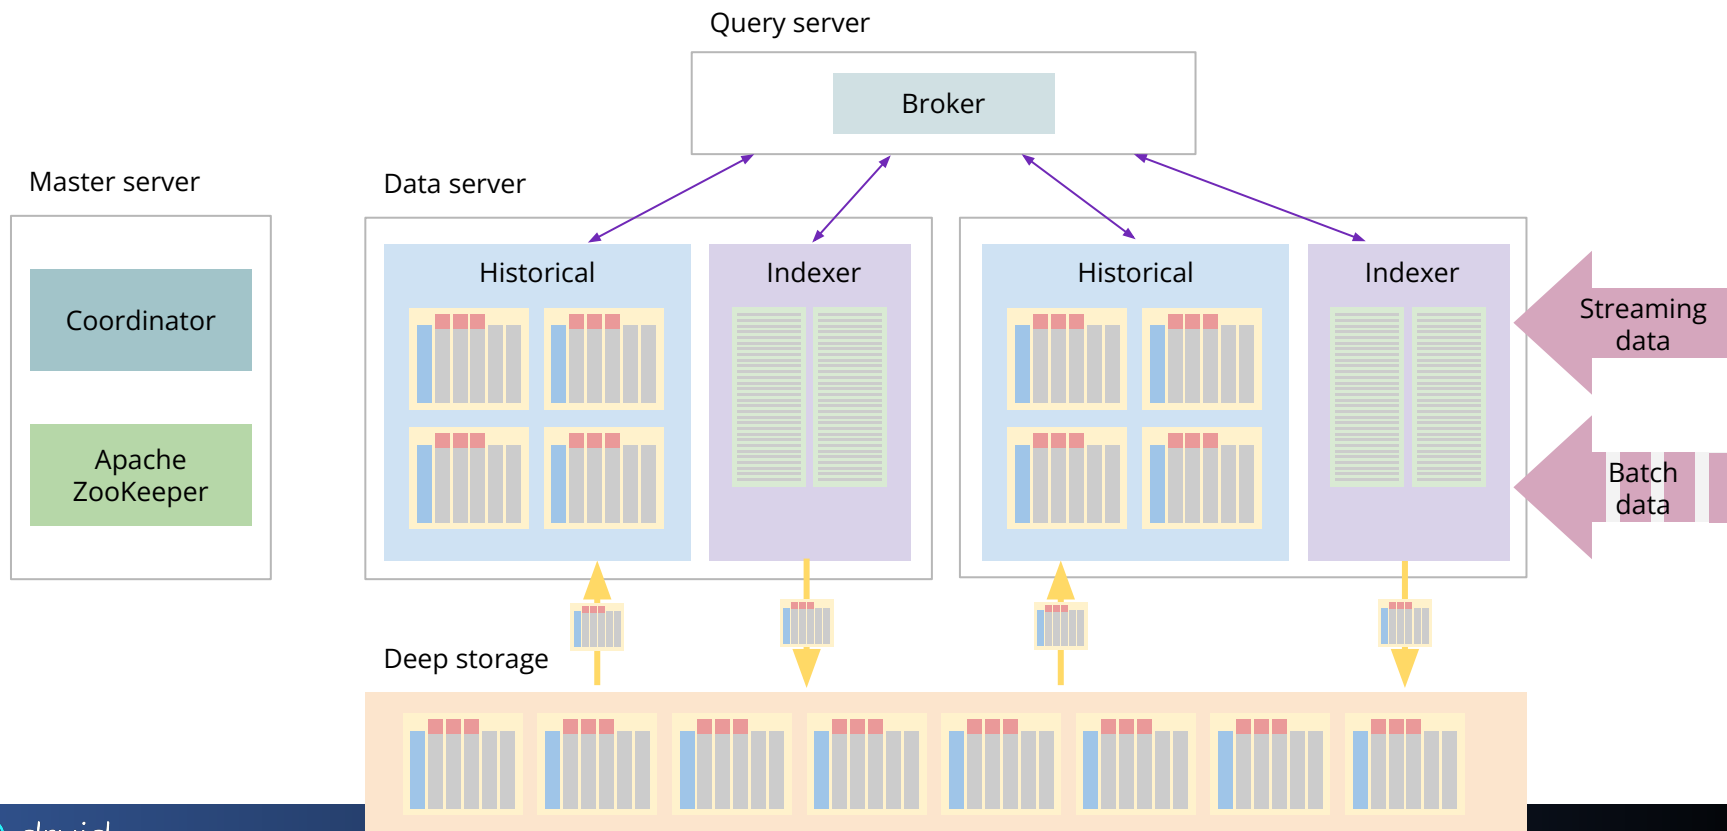 Query server
Broker
Master server
Data server
Coordinator
Apache
ZooKeeper
Historical
Indexer
Historical
Indexer
Streaming
data
Batch
data
Deep storage
druid